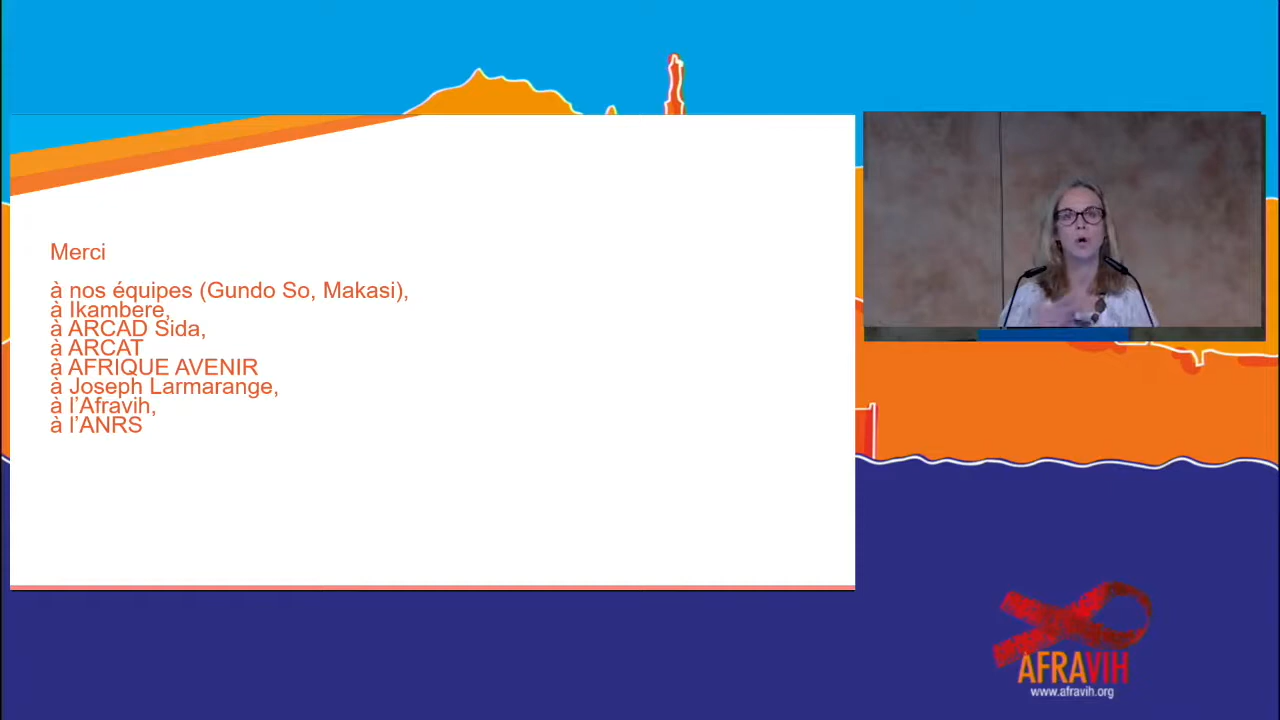 Merci
à nos équipes (Gundo So, Makasi),
à Ikambere,
à ARCAD Sida,
à ARCAT
à AFRIQUE AVENIR
à Joseph Larmarange,
à l'Afravih,
à l'ANRS
AFRAVIH
www.afravih.org